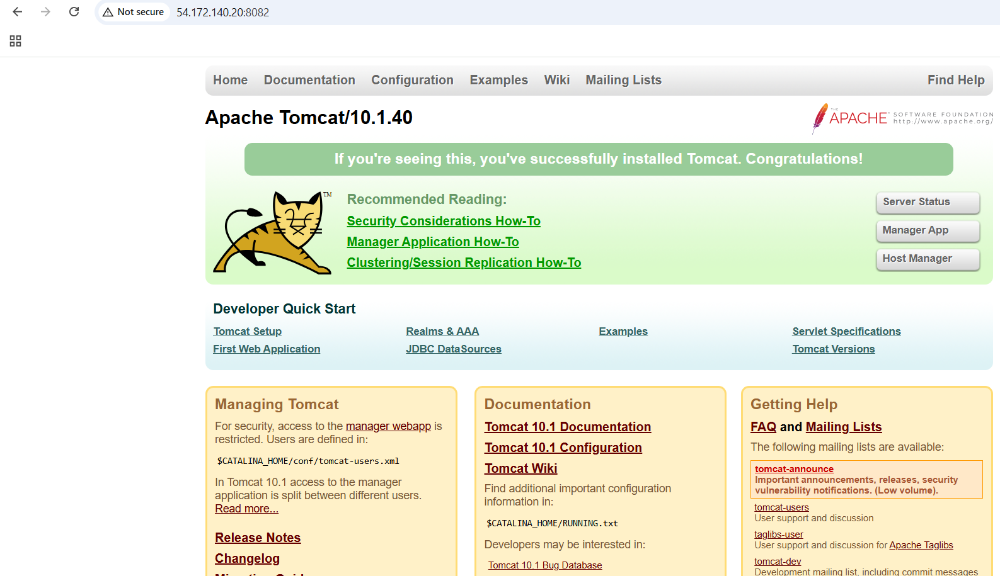 Not secure 54.172.140.20:8082
Home Documentation Configuration Examples Wiki Mailing Lists Find Help
Apache Tomcat/10.1.40
THE APACHE® SOFTWARE FOUNDATION
http://www.apache.org/
If you're seeing this, you've successfully installed Tomcat. Congratulations!
TM
Recommended Reading:
Security Considerations How-To
Manager Application How-To
Clustering/Session Replication How-To
Server Status
Manager App
Host Manager
Developer Quick Start
Tomcat Setup
First Web Application
Realms & AAA
JDBC DataSources
Examples
Servlet Specifications
Tomcat Versions
Managing Tomcat
For security, access to the manager webapp is
restricted. Users are defined in:
$CATALINA_HOME/conf/tomcat-users.xml
In Tomcat 10.1 access to the manager
application is split between different users.
Read more...
Release Notes
Changelog
Documentation
Tomcat 10.1 Documentation
Tomcat 10.1 Configuration
Tomcat Wiki
Find additional important configuration
information in:
$CATALINA_HOME/RUNNING.txt
Developers may be interested in:
Tomcat 10.1 Bug Database
Getting Help
FAQ and Mailing Lists
The following mailing lists are available:
tomcat-announce
Important announcements, releases, security
vulnerability notifications. (Low volume).
tomcat-users
User support and discussion
taglibs-user
User support and discussion for Apache Taglibs
tomcat-dev
Development mailing list, including commit messages